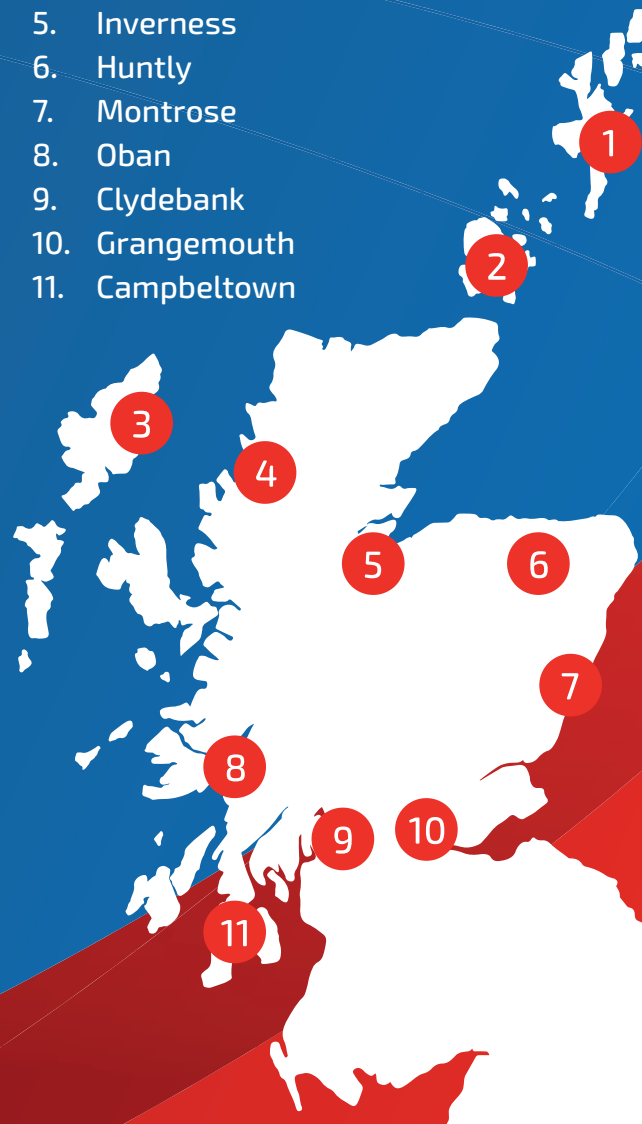 5. Inverness
6. Huntly
7. Montrose
8. Oban
9. Clydebank
10. Grangemouth
11. Campbeltown
1
2
3
4
5
6
7
8
9
10
11